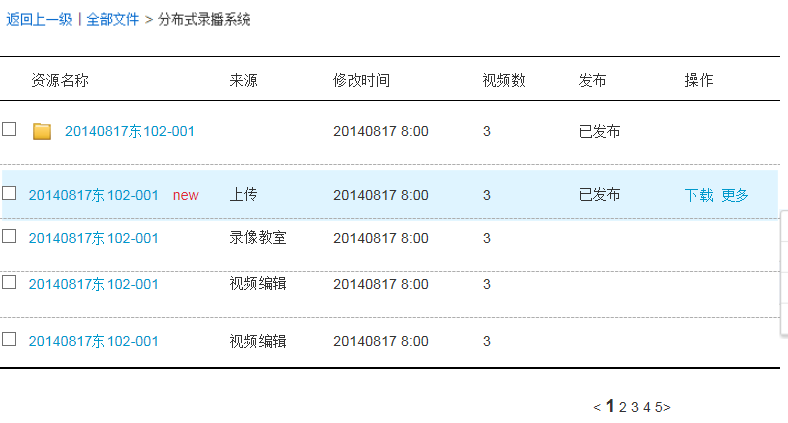 返回上一级 | 全部文件 > 分布式录播系统
资源名称 来源 修改时间 视频数 发布 操作
20140817东102-001 20140817 8:00 3 已发布
20140817东102-001 new 上传 20140817 8:00 3 已发布 下载 更多
20140817东102-001 录像教室 20140817 8:00 3
20140817东102-001 视频编辑 20140817 8:00 3
20140817东102-001 视频编辑 20140817 8:00 3
< 1 2 3 4 5>